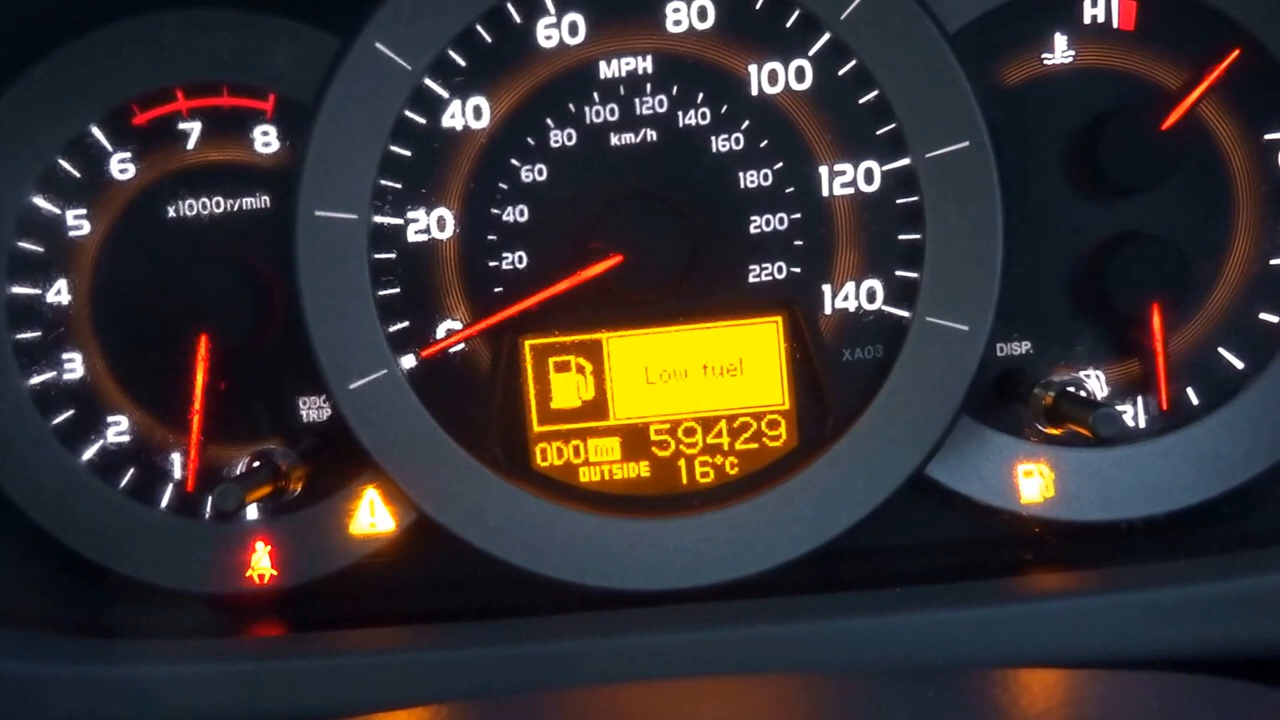 60
80
H
MPH
100
40
100
120
80
140
km/h
7
8
6
160
60
180
120
x1000r/min
5
40
20
200
20
220
4
140
XA03
DISP.
3
Low fuel
ODO
TRIP
2
59429
ODO
1
OUTSIDE 16°C